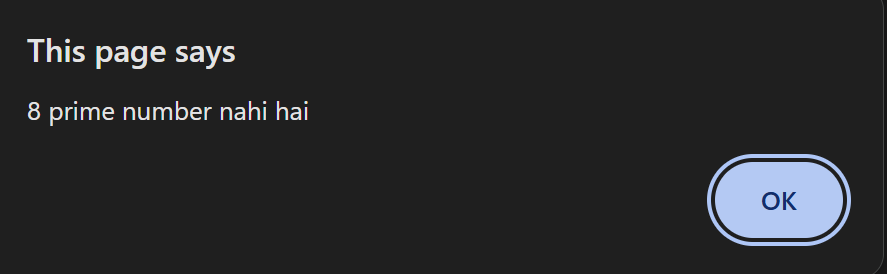 This page says
8 prime number nahi hai
OK